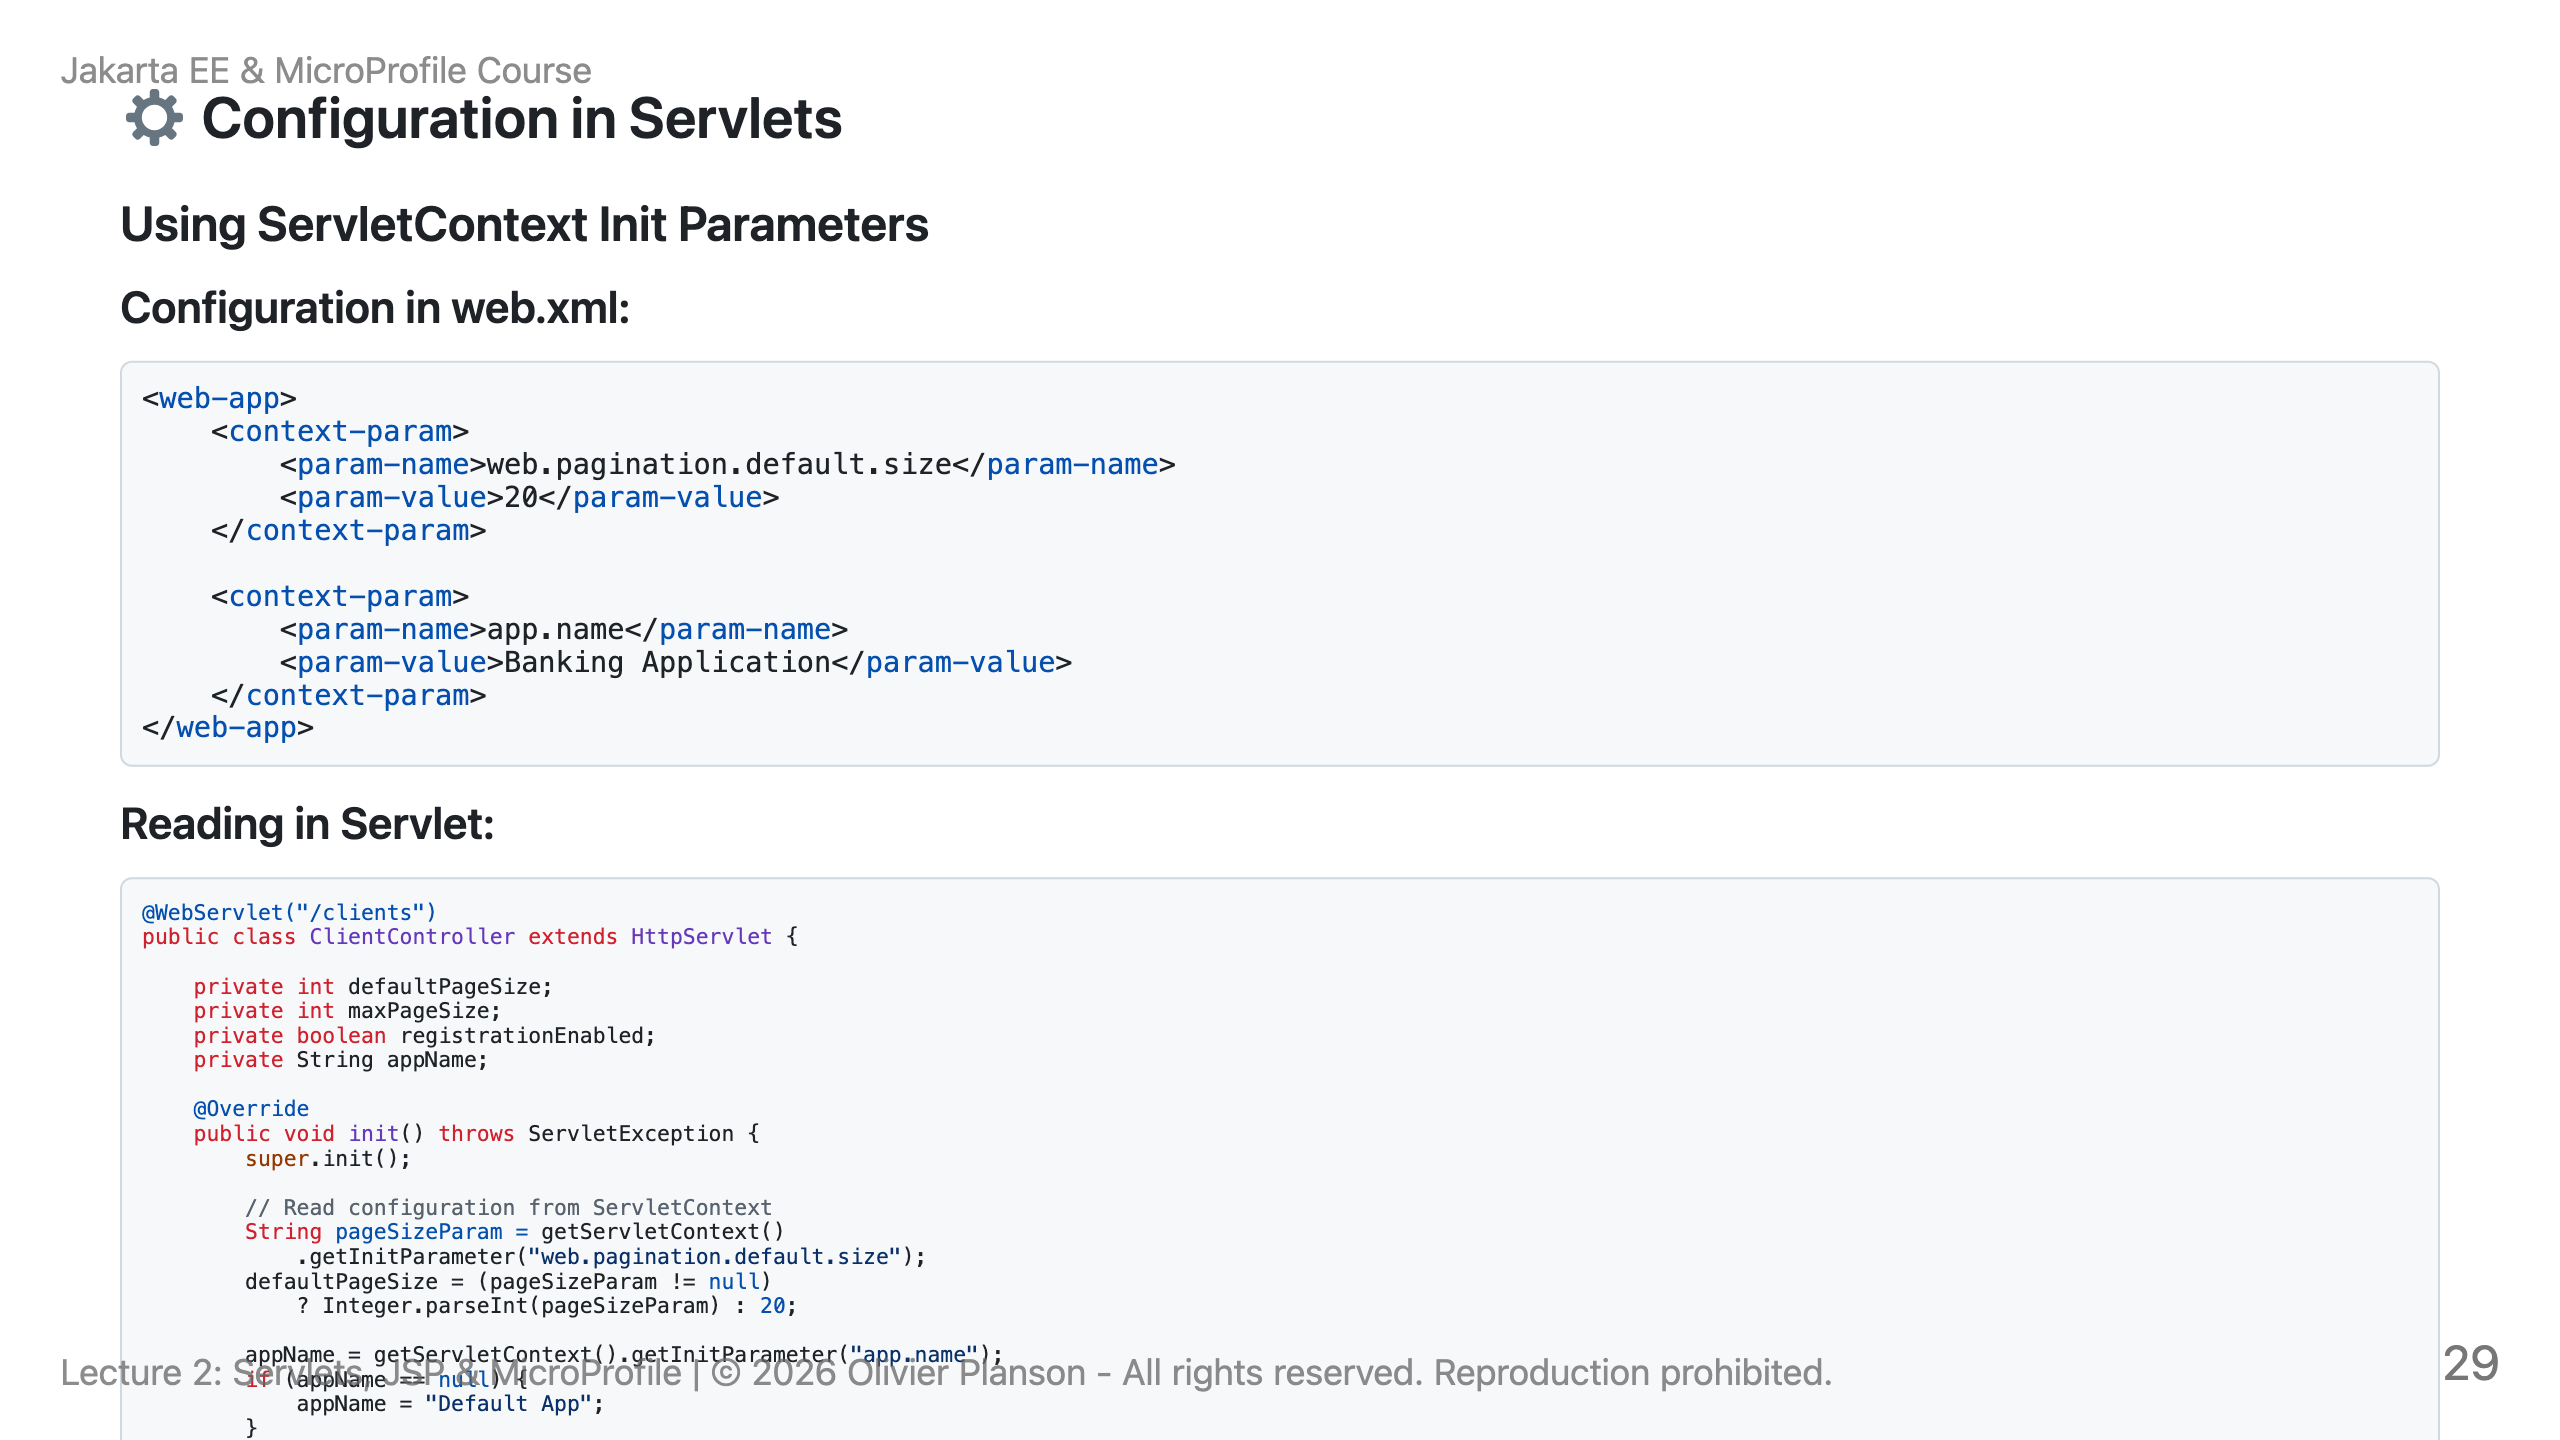 Jakarta EE & MicroProfile Course
⚙️ Configuration in Servlets
Using ServletContext Init Parameters
Configuration in web.xml:
<web-app>
    <context-param>
        <param-name>web.pagination.default.size</param-name>
        <param-value>20</param-value>
    </context-param>

    <context-param>
        <param-name>app.name</param-name>
        <param-value>Banking Application</param-value>
    </context-param>
</web-app>
Reading in Servlet:
@WebServlet("/clients")
public class ClientController extends HttpServlet {

    private int defaultPageSize;
    private int maxPageSize;
    private boolean registrationEnabled;
    private String appName;

    @Override
    public void init() throws ServletException {
        super.init();

        // Read configuration from ServletContext
        String pageSizeParam = getServletContext()
            .getInitParameter("web.pagination.default.size");
        defaultPageSize = (pageSizeParam != null)
            ? Integer.parseInt(pageSizeParam) : 20;

        appName = getServletContext().getInitParameter("app.name");
        if (appName == null) {
            appName = "Default App";
        }
Lecture 2: Servlets, JSP & MicroProfile | © 2026 Olivier Planson - All rights reserved. Reproduction prohibited.
29